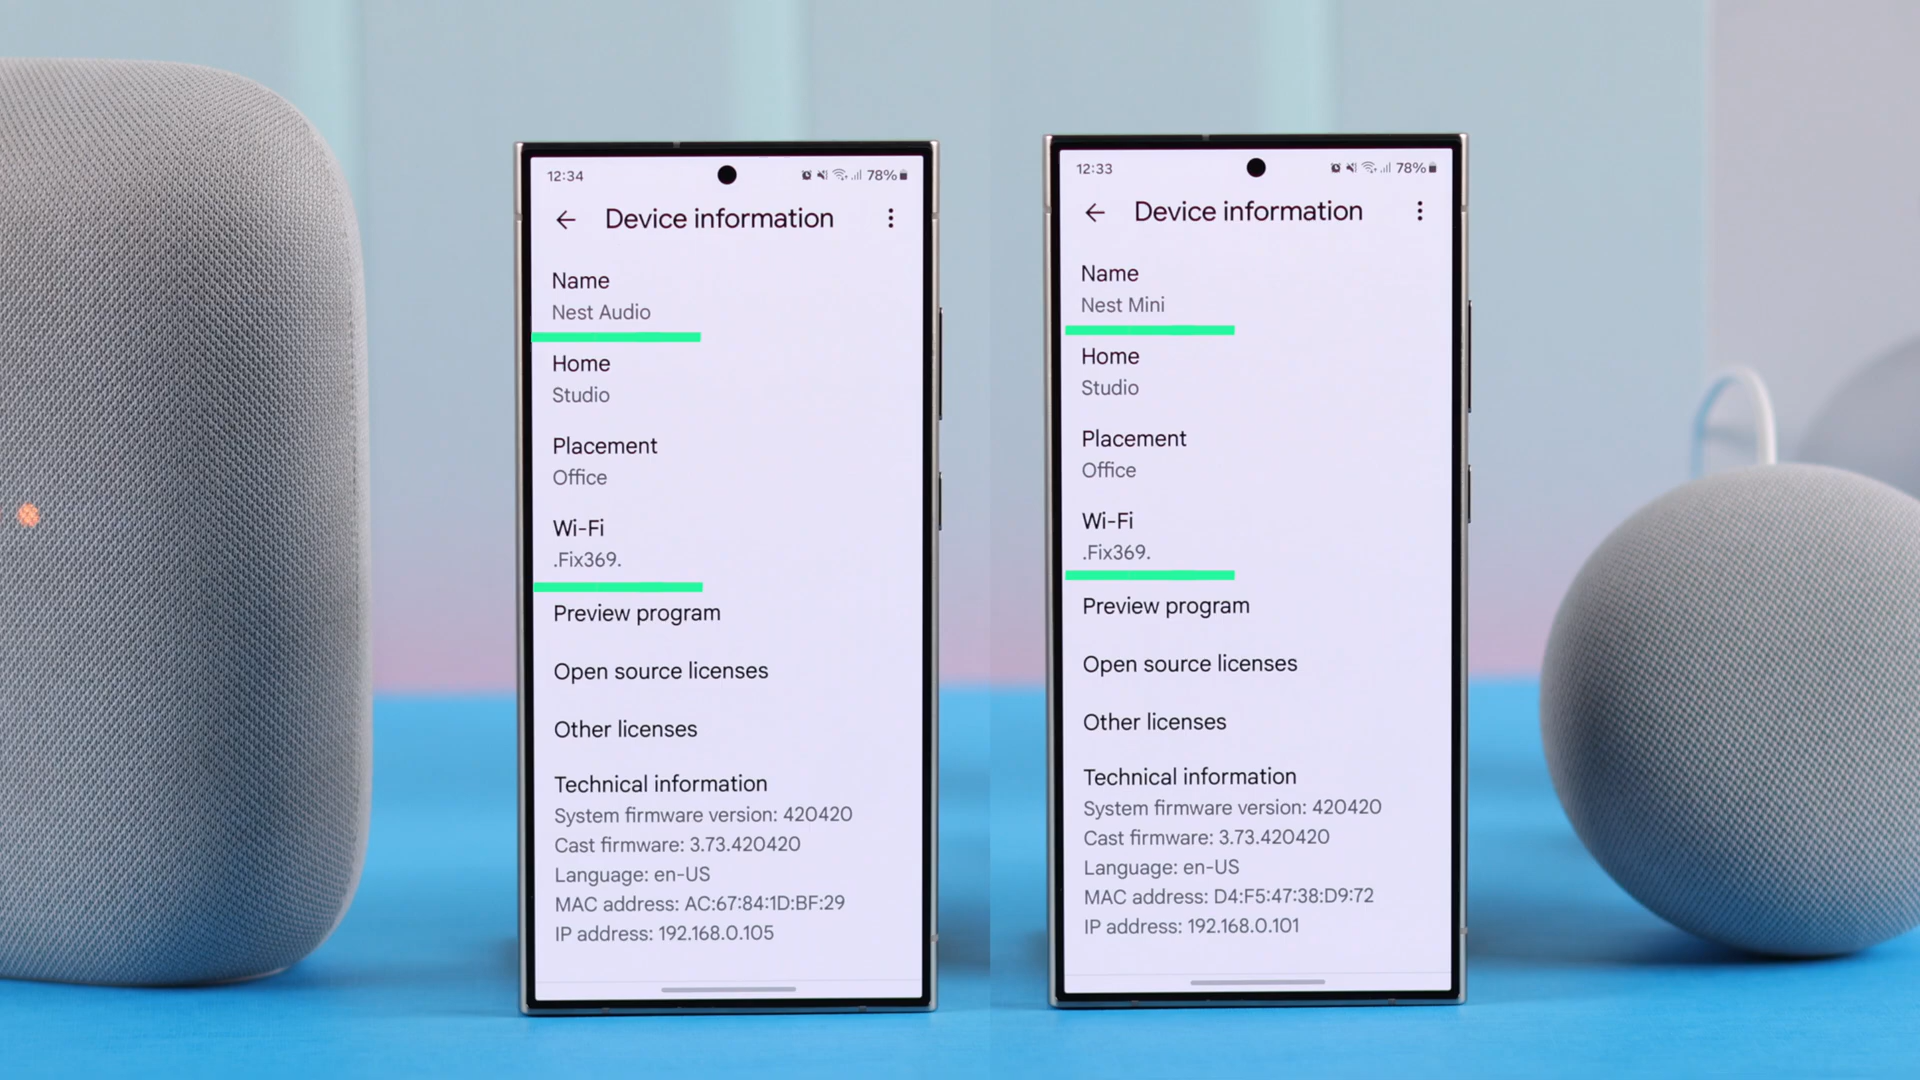 12:34
78%
Device information
Name
Nest Audio
Home
Studio
Placement
Office
Wi-Fi
.Fix369.
Preview program
Open source licenses
Other licenses
Technical information
System firmware version: 420420
Cast firmware: 3.73.420420
Language: en-US
MAC address: AC:67:84:1D:BF:29
IP address: 192.168.0.105
12:33
78%
Device information
Name
Nest Mini
Home
Studio
Placement
Office
Wi-Fi
.Fix369.
Preview program
Open source licenses
Other licenses
Technical information
System firmware version: 420420
Cast firmware: 3.73.420420
Language: en-US
MAC address: D4:F5:47:38:D9:72
IP address: 192.168.0.101